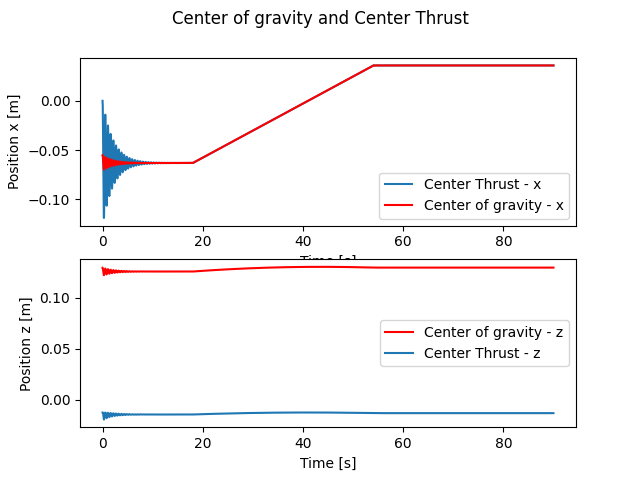 Center of gravity and Center Thrust
Position x [m]
0.00
−0.05
−0.10
Center Thrust - x
Center of gravity - x
0 20 40 60 80
Time [s]
Position z [m]
0.10
0.05
0.00
Center of gravity - z
Center Thrust - z
0 20 40 60 80
Time [s]